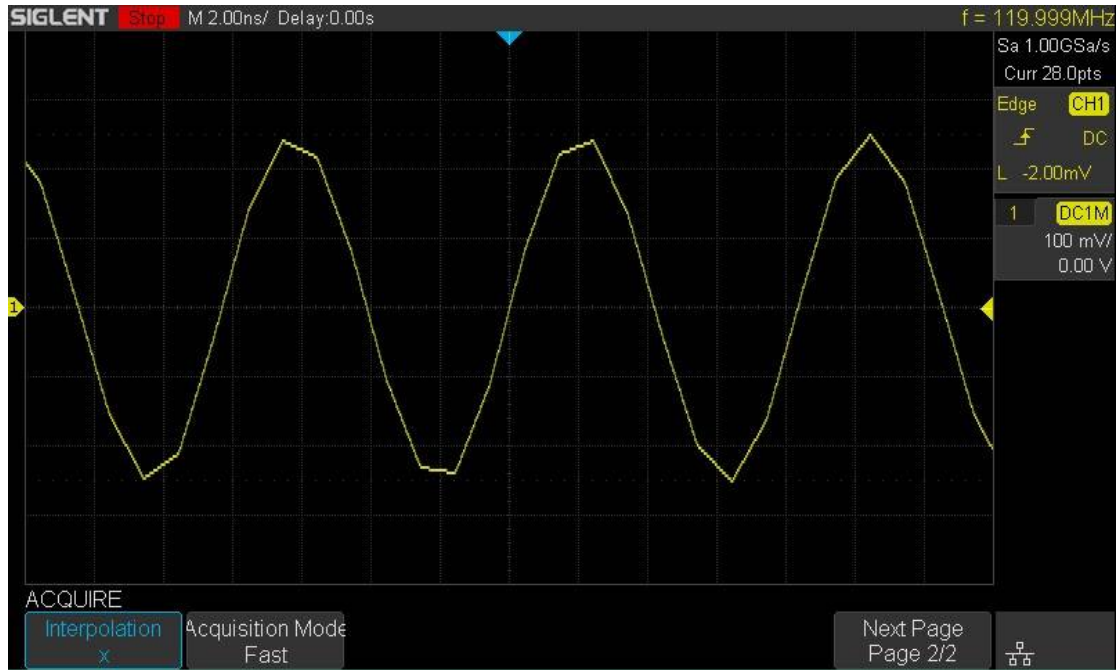 SIGLENT Stop M 2.00ns/ Delay:0.00s f = 119.999MHz
Sa 1.00GSa/s
Curr 28.0pts
Edge CH1
DC
L -2.00mV
1 DC1M
100 mV/
0.00 V
1
ACQUIRE
Interpolation
x
Acquisition Mode
Fast
Next Page
Page 2/2